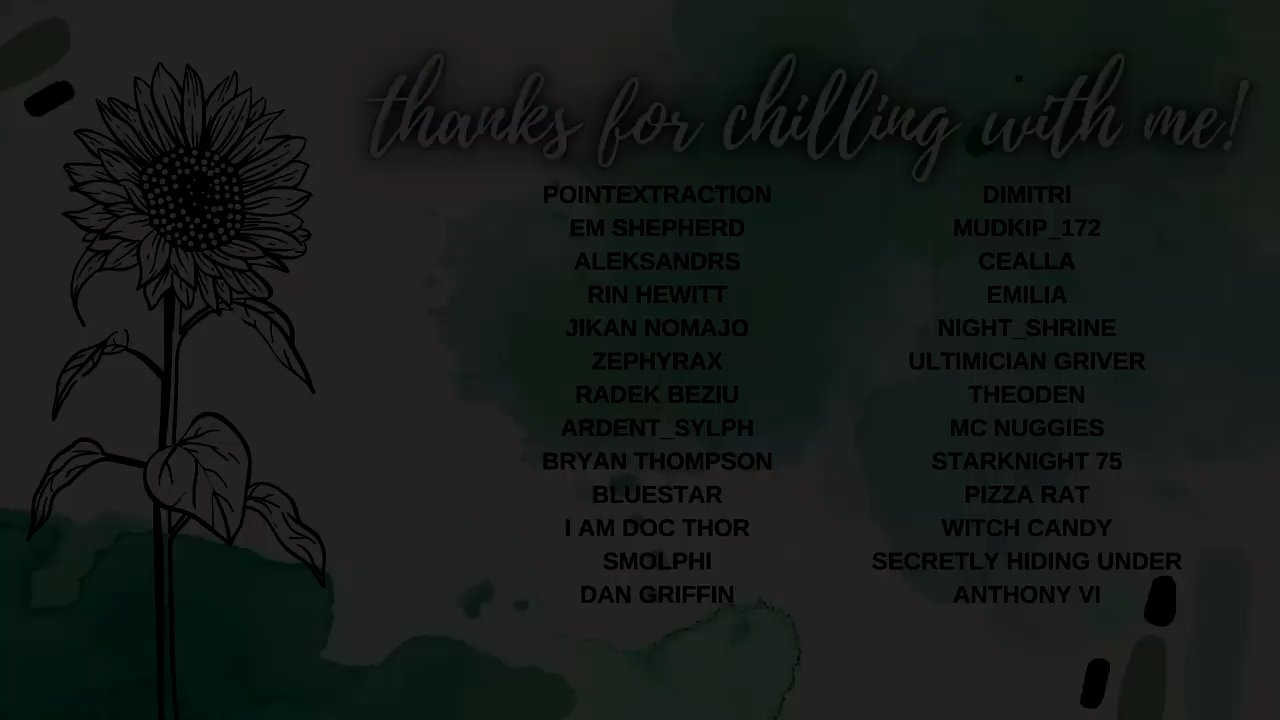 thanks for chilling with me!
POINTEXTRACTION
EM SHEPHERD
ALEKSANDRS
RIN HEWITT
JIKAN NOMAJO
ZEPHYRAX
RADEK BEZIU
ARDENT_SYLPH
BRYAN THOMPSON
BLUESTAR
I AM DOC THOR
SMOLPHI
DAN GRIFFIN
DIMITRI
MUDKIP_172
CEALLA
EMILIA
NIGHT_SHRINE
ULTIMICIAN GRIVER
THEODEN
MC NUGGIES
STARKNIGHT 75
PIZZA RAT
WITCH CANDY
SECRETLY HIDING UNDER
ANTHONY VI